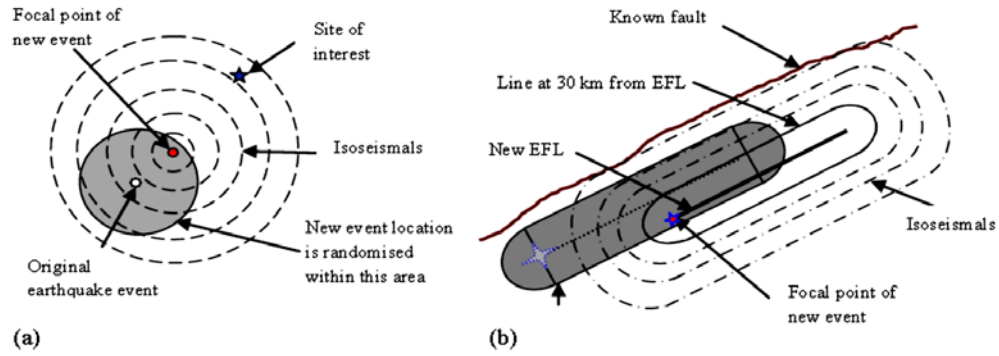 Focal point of
new event
Site of
interest
Isoseismals
New event location
is randomised
within this area
Original
earthquake event
(a)
Known fault
Line at 30 km from EFL
New EFL
Isoseismals
Focal point of
new event
(b)